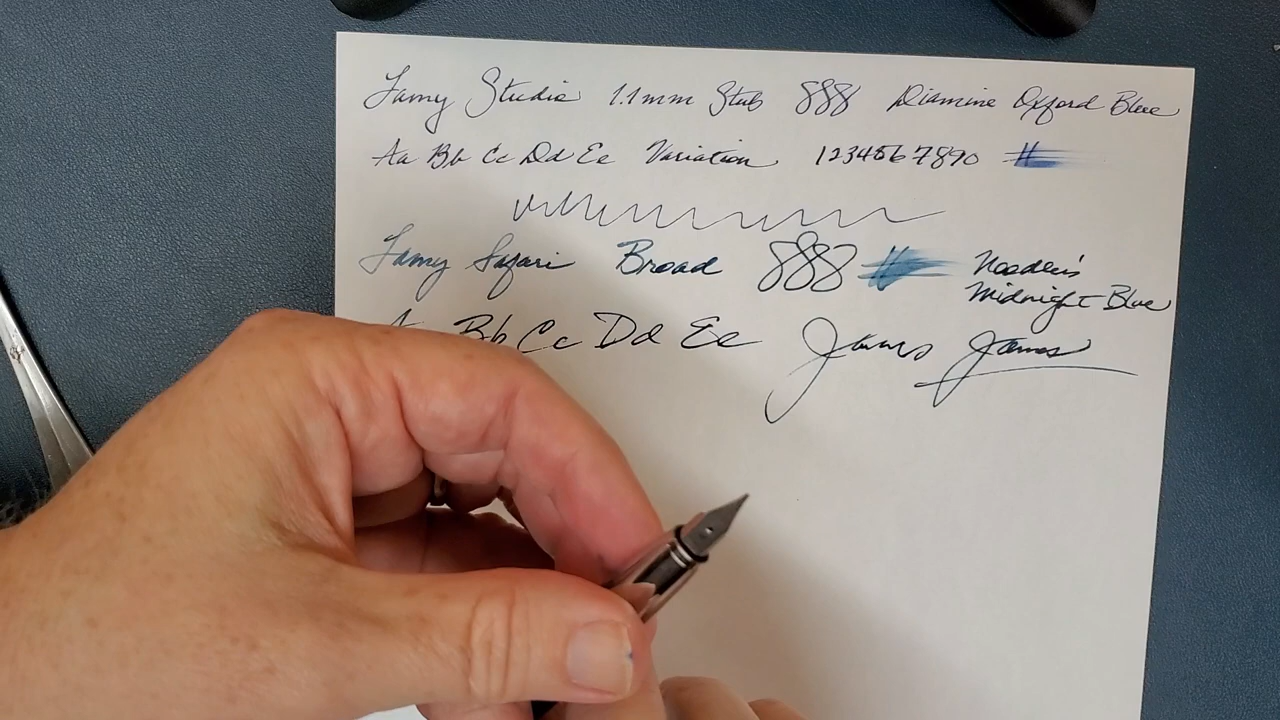 Lamy Studio 1.1mm Stub 888 Diamine Oxford Blue
Aa Bb Cc Dd Ee Variation 1234567890 #
Lamy Safari Broad 888 # Noodler's
Midnight Blue
A Bb Cc Dd Ee James James